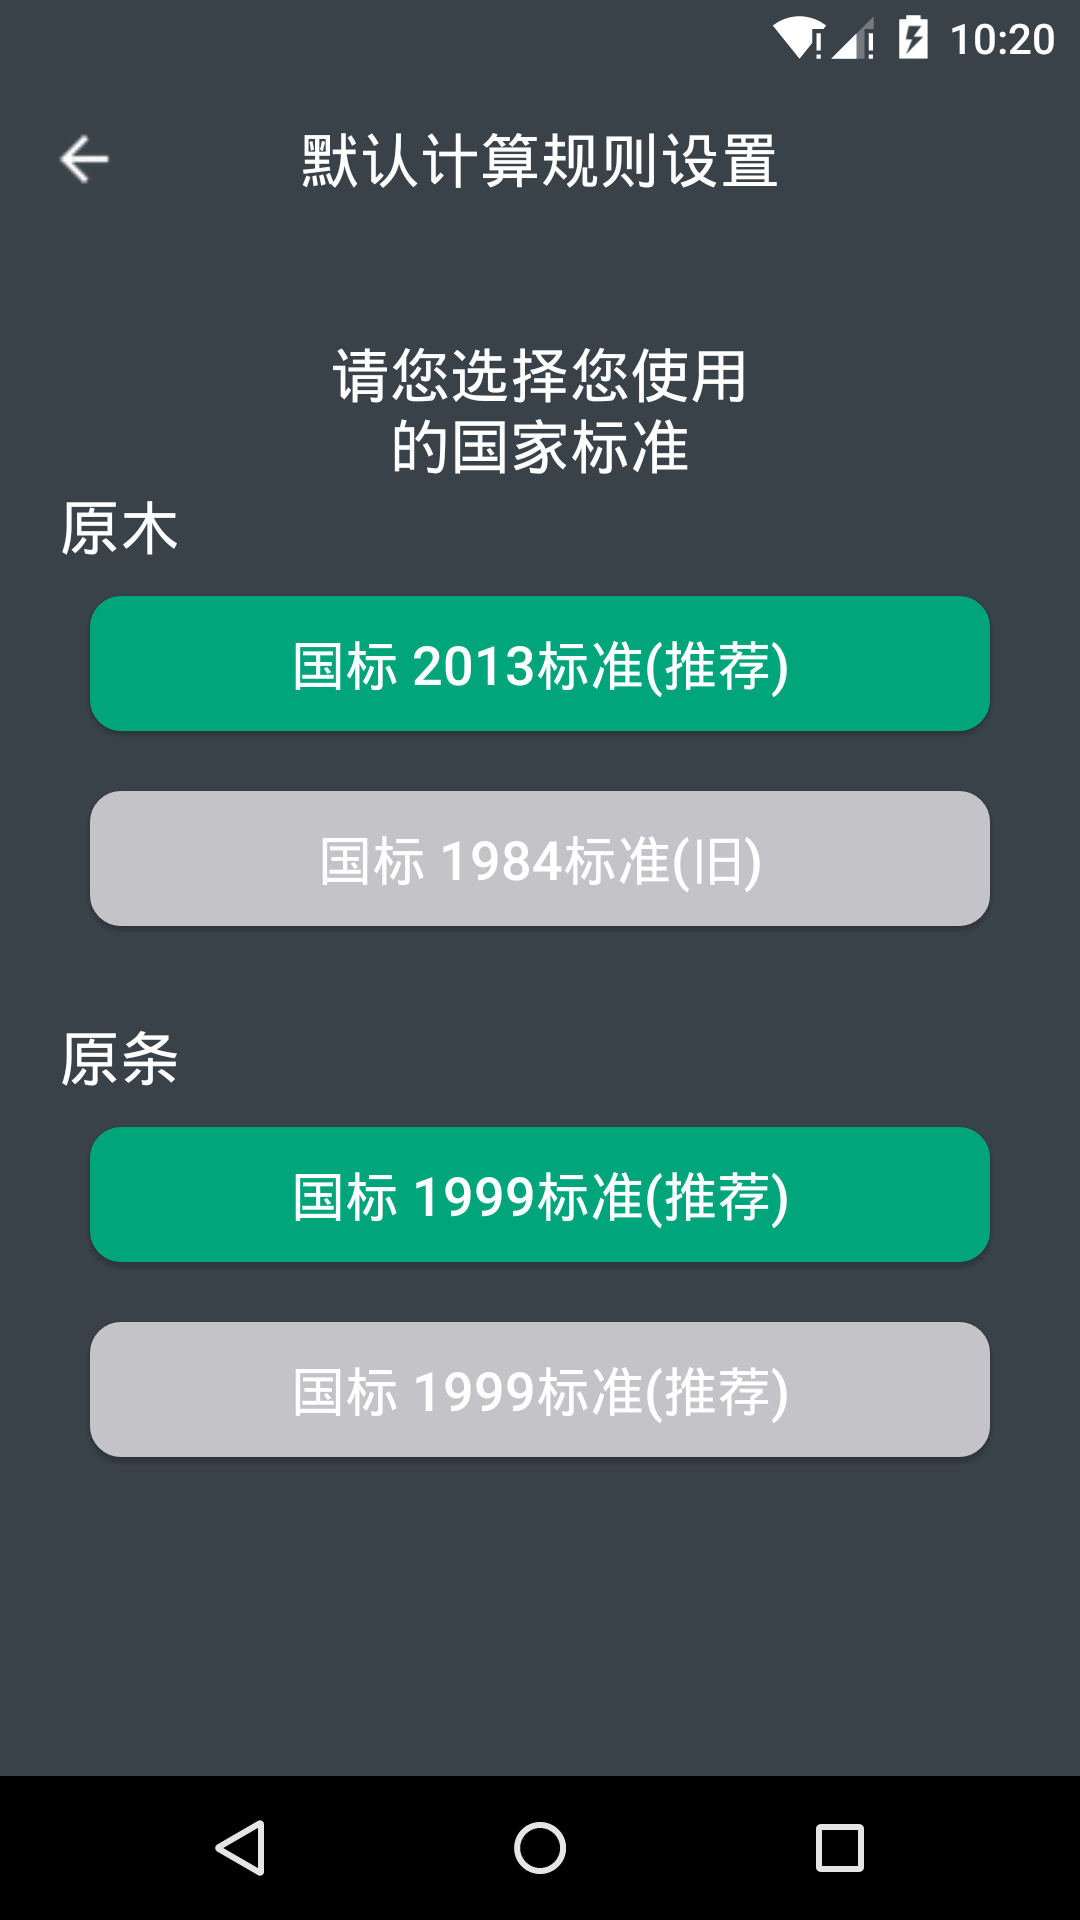 10:20
默认计算规则设置
请您选择您使用
的国家标准
原木
国标 2013标准(推荐)
国标 1984标准(旧)
原条
国标 1999标准(推荐)
国标 1999标准(推荐)